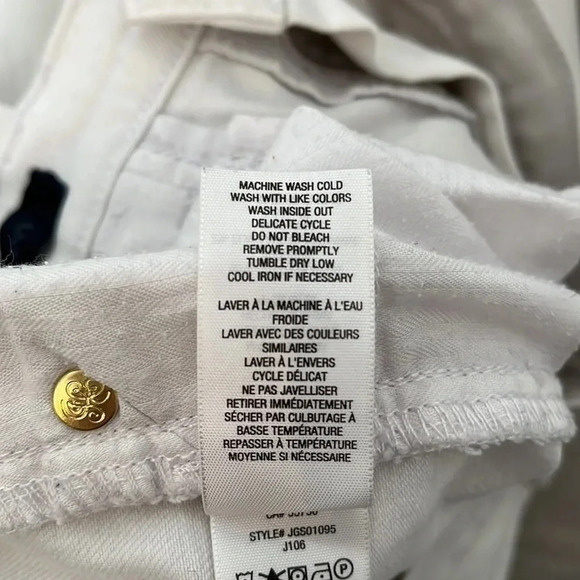 MACHINE WASH COLD
WASH WITH LIKE COLORS
WASH INSIDE OUT
DELICATE CYCLE
DO NOT BLEACH
REMOVE PROMPTLY
TUMBLE DRY LOW
COOL IRON IF NECESSARY
LAVER À LA MACHINE À L'EAU
FROIDE
LAVER AVEC DES COULEURS
SIMILAIRES
LAVER À L'ENVERS
CYCLE DÉLICAT
NE PAS JAVELLISER
RETIRER IMMÉDIATEMENT
SÉCHER PAR CULBUTAGE À
BASSE TEMPÉRATURE
REPASSER À TEMPÉRATURE
MOYENNE SI NÉCESSAIRE
STYLE# JGS01095
J106